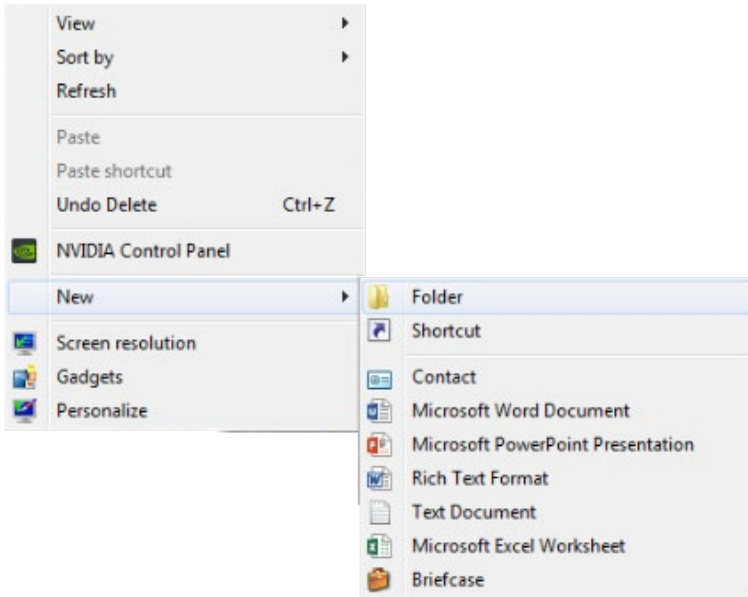 View
Sort by
Refresh
Paste
Paste shortcut
Undo Delete Ctrl+Z
NVIDIA Control Panel
New
Screen resolution
Gadgets
Personalize
Folder
Shortcut
Contact
Microsoft Word Document
Microsoft PowerPoint Presentation
Rich Text Format
Text Document
Microsoft Excel Worksheet
Briefcase